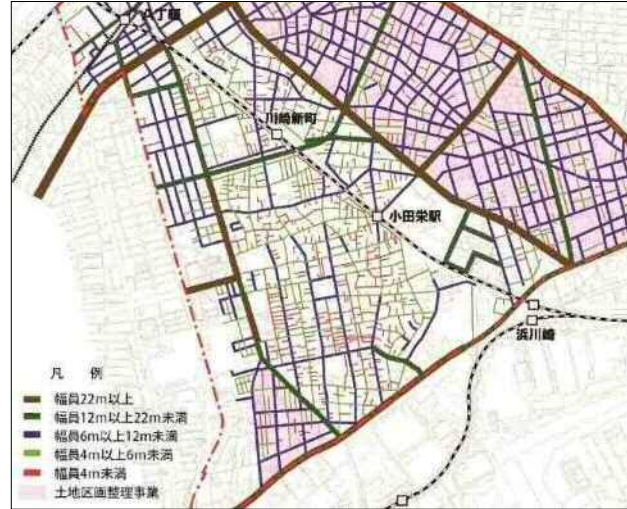 八丁畷
川崎新町
小田栄駅
浜川崎
凡 例
幅員22m以上
幅員12m以上22m未満
幅員6m以上12m未満
幅員4m以上6m未満
幅員4m未満
土地区画整理事業